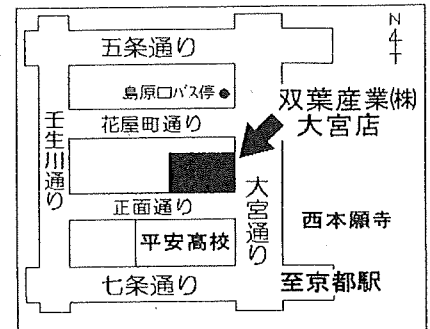 N
五条通り
島原口バス停
双葉産業(株)
大宮店
花屋町通り
壬生川通り
大宮通り
正面通り
西本願寺
平安高校
七条通り
至京都駅